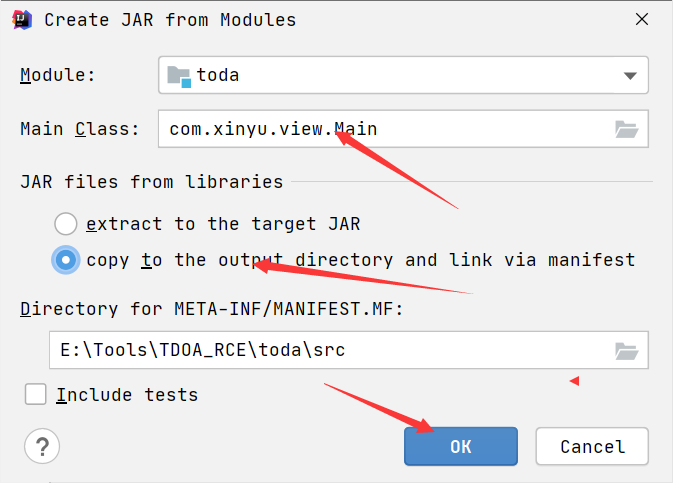 Create JAR from Modules
Module: toda
Main Class: com.xinyu.view.Main
JAR files from libraries
extract to the target JAR
copy to the output directory and link via manifest
Directory for META-INF/MANIFEST.MF:
E:\Tools\TDOA_RCE\toda\src
Include tests
? OK Cancel